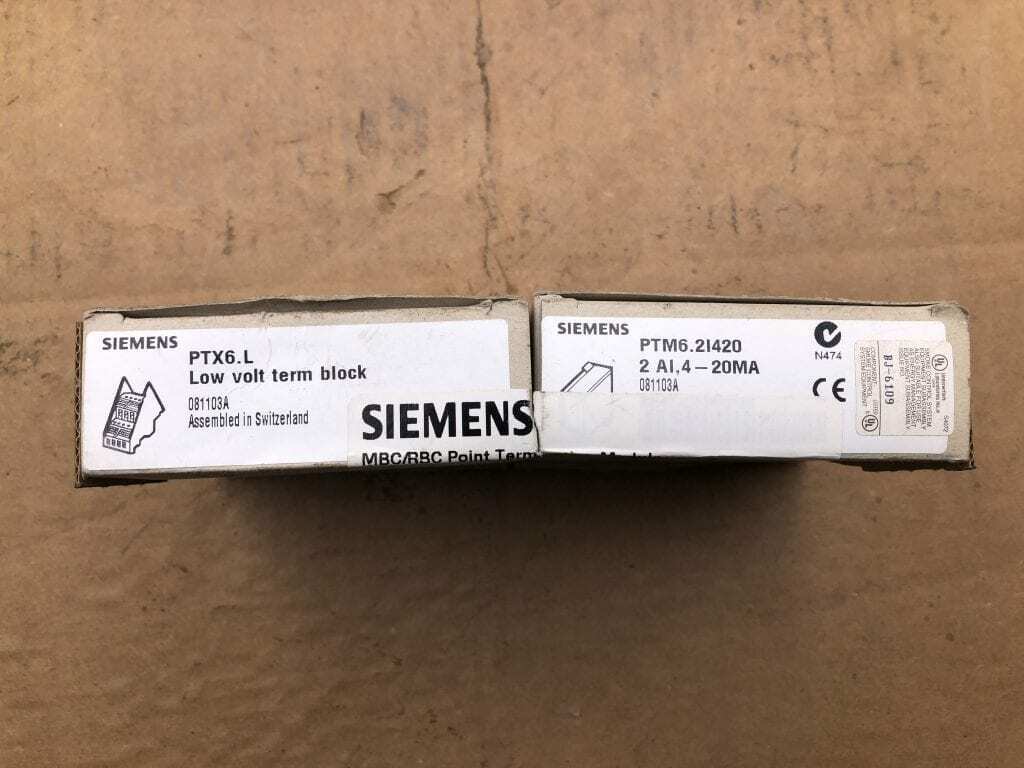 SIEMENS
PTX6.L
Low volt term block
081103A
Assembled in Switzerland
SIEMENS
MBC/RBC Point Term
SIEMENS
PTM6.2I420
2 AI,4-20MA
081103A
N474
CE
BJ-6109
UL